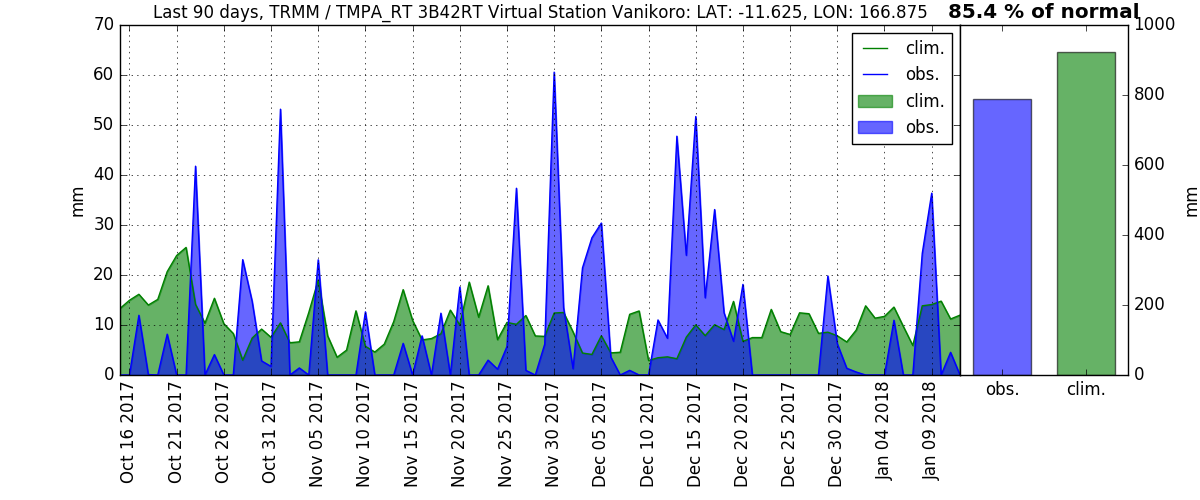 Last 90 days, TRMM / TMPA_RT 3B42RT Virtual Station Vanikoro: LAT: -11.625, LON: 166.875
85.4 % of normal
70
60
50
40
30
20
10
0
mm
clim.
obs.
clim.
obs.
Oct 16 2017
Oct 21 2017
Oct 26 2017
Oct 31 2017
Nov 05 2017
Nov 10 2017
Nov 15 2017
Nov 20 2017
Nov 25 2017
Nov 30 2017
Dec 05 2017
Dec 10 2017
Dec 15 2017
Dec 20 2017
Dec 25 2017
Dec 30 2017
Jan 04 2018
Jan 09 2018
1000
800
600
400
200
0
mm
obs.
clim.